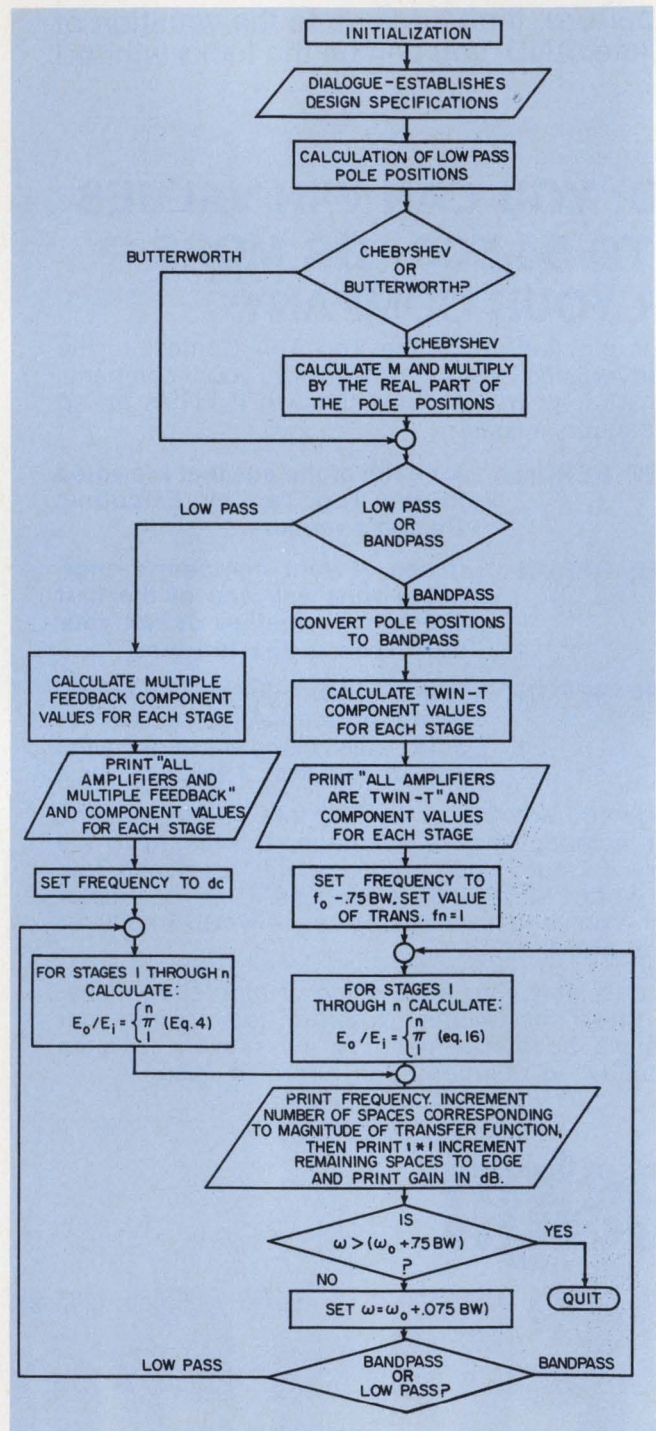 INITIALIZATION
DIALOGUE-ESTABLISHES
DESIGN SPECIFICATIONS
CALCULATION OF LOW PASS
POLE POSITIONS
CHEBYSHEV
OR
BUTTERWORTH?
BUTTERWORTH
CHEBYSHEV
CALCULATE M AND MULTIPLY
BY THE REAL PART OF
THE POLE POSITIONS
LOW PASS
OR
BANDPASS
LOW PASS
BANDPASS
CONVERT POLE POSITIONS
TO BANDPASS
CALCULATE MULTIPLE
FEEDBACK COMPONENT
VALUES FOR EACH STAGE
CALCULATE TWIN-T
COMPONENT VALUES
FOR EACH STAGE
PRINT "ALL
AMPLIFIERS AND
MULTIPLE FEEDBACK"
AND COMPONENT VALUES
FOR EACH STAGE
PRINT "ALL AMPLIFIERS
ARE TWIN-T" AND
COMPONENT VALUES
FOR EACH STAGE
SET FREQUENCY TO dc
SET FREQUENCY TO
fo -.75 BW, SET VALUE
OF TRANS. fn=1
FOR STAGES 1 THROUGH n
CALCULATE:
Eo/Ei = { n π 1 (Eq.4)
FOR STAGES 1
THROUGH n CALCULATE:
Eo/Ei = { n π 1 (eq.16)
PRINT FREQUENCY. INCREMENT
NUMBER OF SPACES CORRESPONDING
TO MAGNITUDE OF TRANSFER FUNCTION,
THEN PRINT '*' INCREMENT
REMAINING SPACES TO EDGE
AND PRINT GAIN IN dB.
IS
ω > (ωo +.75 BW)
?
YES
NO
QUIT
SET ω=ωo+.075 BW)
BANDPASS
OR
LOW PASS?
LOW PASS
BANDPASS